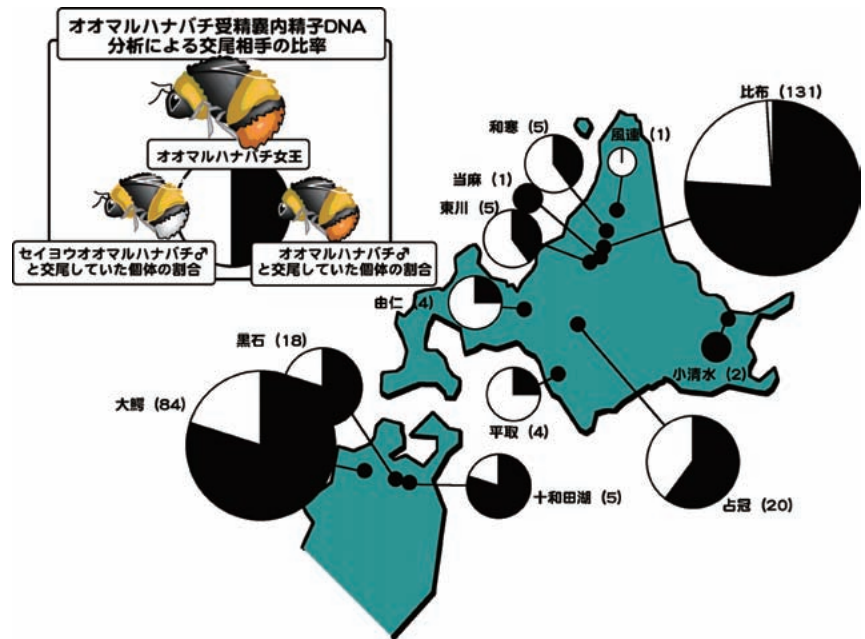 オオマルハナバチ受精嚢内精子DNA
分析による交尾相手の比率
オオマルハナバチ女王
セイヨウオオマルハナバチ♂
と交尾していた個体の割合
オオマルハナバチ♂
と交尾していた個体の割合
比布 (131)
風連 (1)
和寒 (5)
当麻 (1)
東川 (5)
由仁 (4)
黒石 (18)
大鰐 (84)
小清水 (2)
平取 (4)
占冠 (20)
十和田湖 (5)